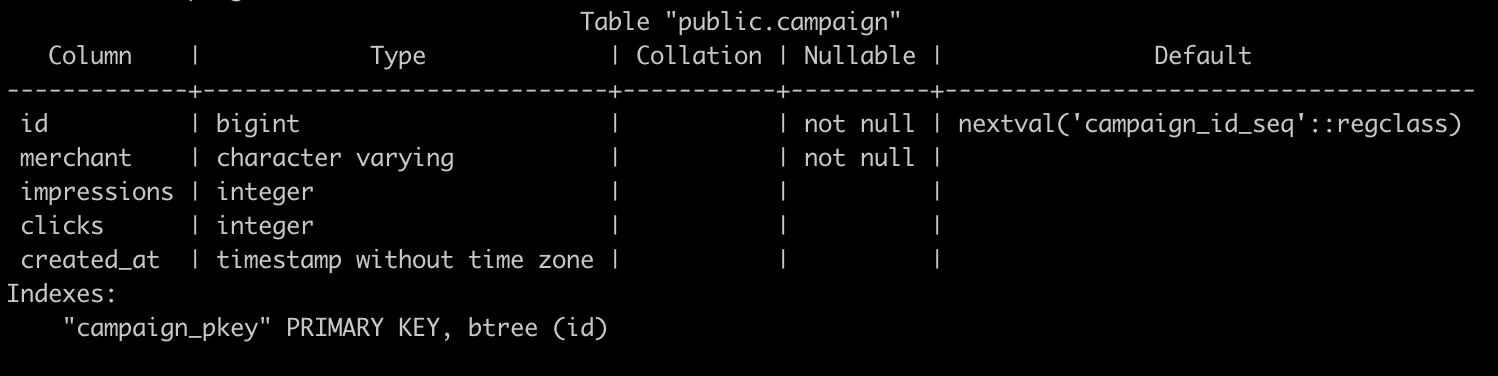 Table "public.campaign"
Column | Type | Collation | Nullable | Default
-------------+-----------------------------+-----------+----------+--------------------------------------
id | bigint | | not null | nextval('campaign_id_seq'::regclass)
merchant | character varying | | not null |
impressions | integer | | |
clicks | integer | | |
created_at | timestamp without time zone | | |
Indexes:
"campaign_pkey" PRIMARY KEY, btree (id)